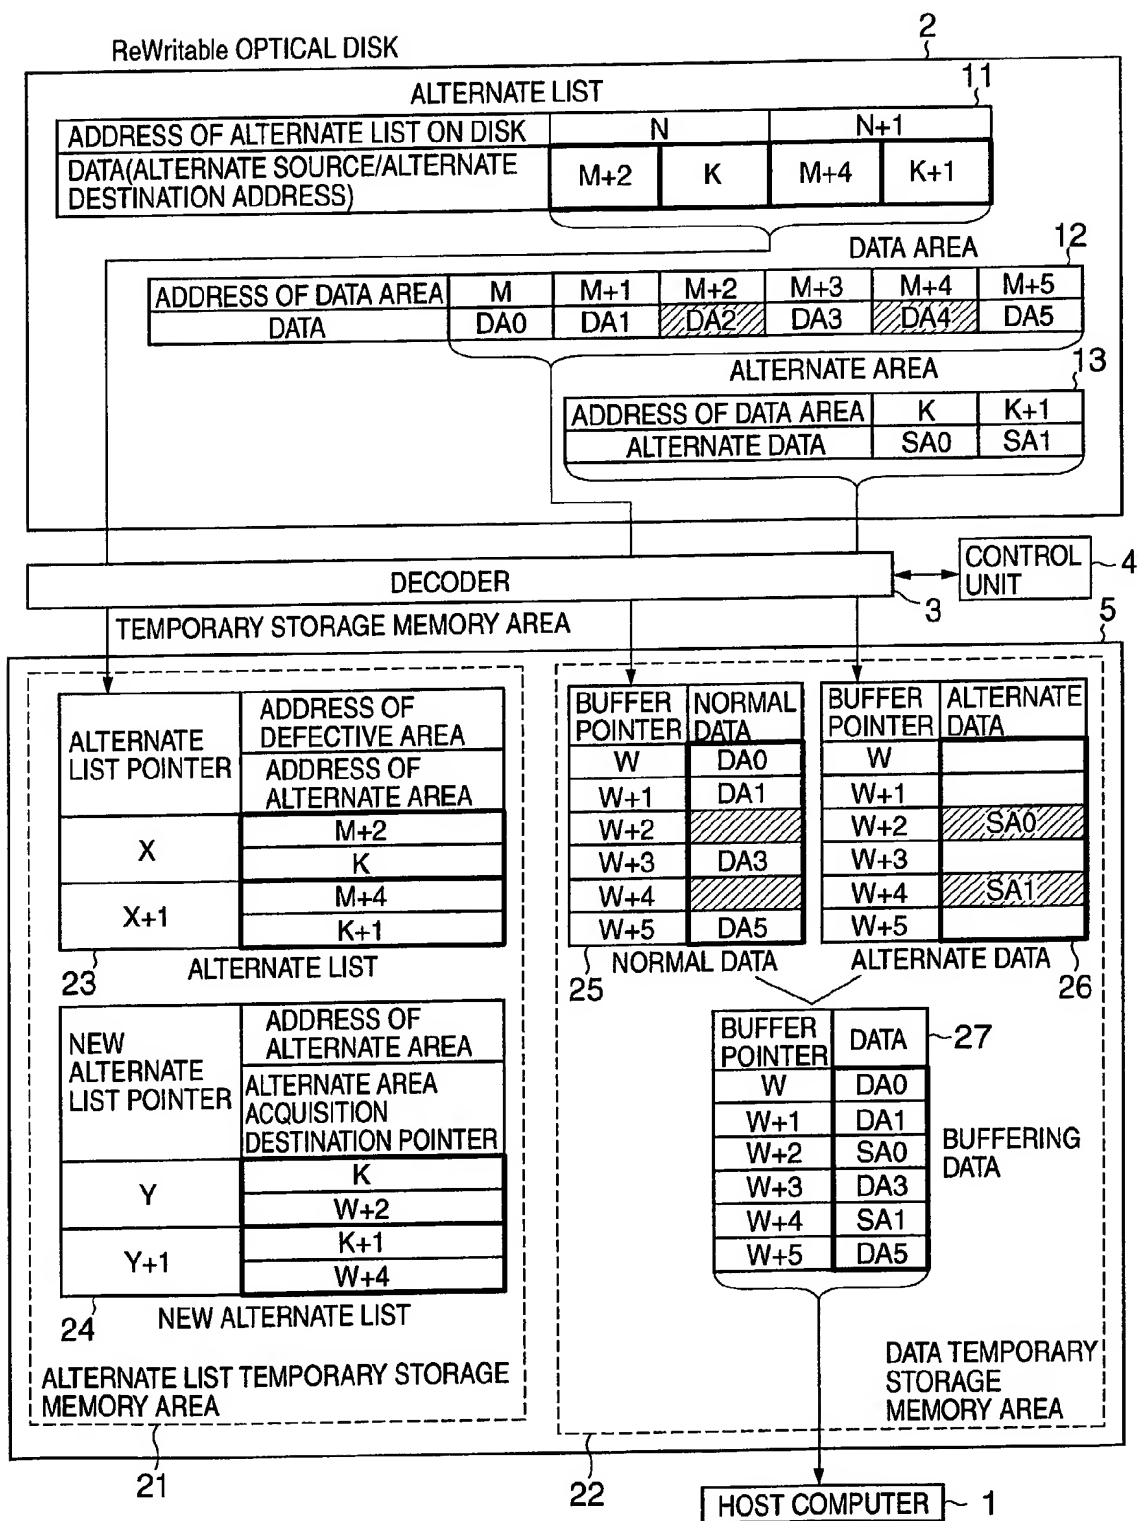 ReWritable OPTICAL DISK
2
ALTERNATE LIST
11
ADDRESS OF ALTERNATE LIST ON DISK N N+1
DATA(ALTERNATE SOURCE/ALTERNATE
DESTINATION ADDRESS) M+2 K M+4 K+1
DATA AREA
12
ADDRESS OF DATA AREA M M+1 M+2 M+3 M+4 M+5
DATA DA0 DA1 DA2 DA3 DA4 DA5
ALTERNATE AREA
13
ADDRESS OF DATA AREA K K+1
ALTERNATE DATA SA0 SA1
DECODER
3
CONTROL
UNIT
4
TEMPORARY STORAGE MEMORY AREA
5
ALTERNATE
LIST POINTER
ADDRESS OF
DEFECTIVE AREA
ADDRESS OF
ALTERNATE AREA
X
M+2
K
X+1
M+4
K+1
23
ALTERNATE LIST
NEW
ALTERNATE
LIST POINTER
ADDRESS OF
ALTERNATE AREA
ALTERNATE AREA
ACQUISITION
DESTINATION POINTER
Y
K
W+2
Y+1
K+1
W+4
24
NEW ALTERNATE LIST
ALTERNATE LIST TEMPORARY STORAGE
MEMORY AREA
21
BUFFER
POINTER
NORMAL
DATA
W DA0
W+1 DA1
W+2
W+3 DA3
W+4
W+5 DA5
25
NORMAL DATA
BUFFER
POINTER
ALTERNATE
DATA
W
W+1
W+2 SA0
W+3
W+4 SA1
W+5
ALTERNATE DATA
26
BUFFER
POINTER
DATA
27
W DA0
W+1 DA1
W+2 SA0
W+3 DA3
W+4 SA1
W+5 DA5
BUFFERING
DATA
DATA TEMPORARY
STORAGE
MEMORY AREA
22
HOST COMPUTER
1